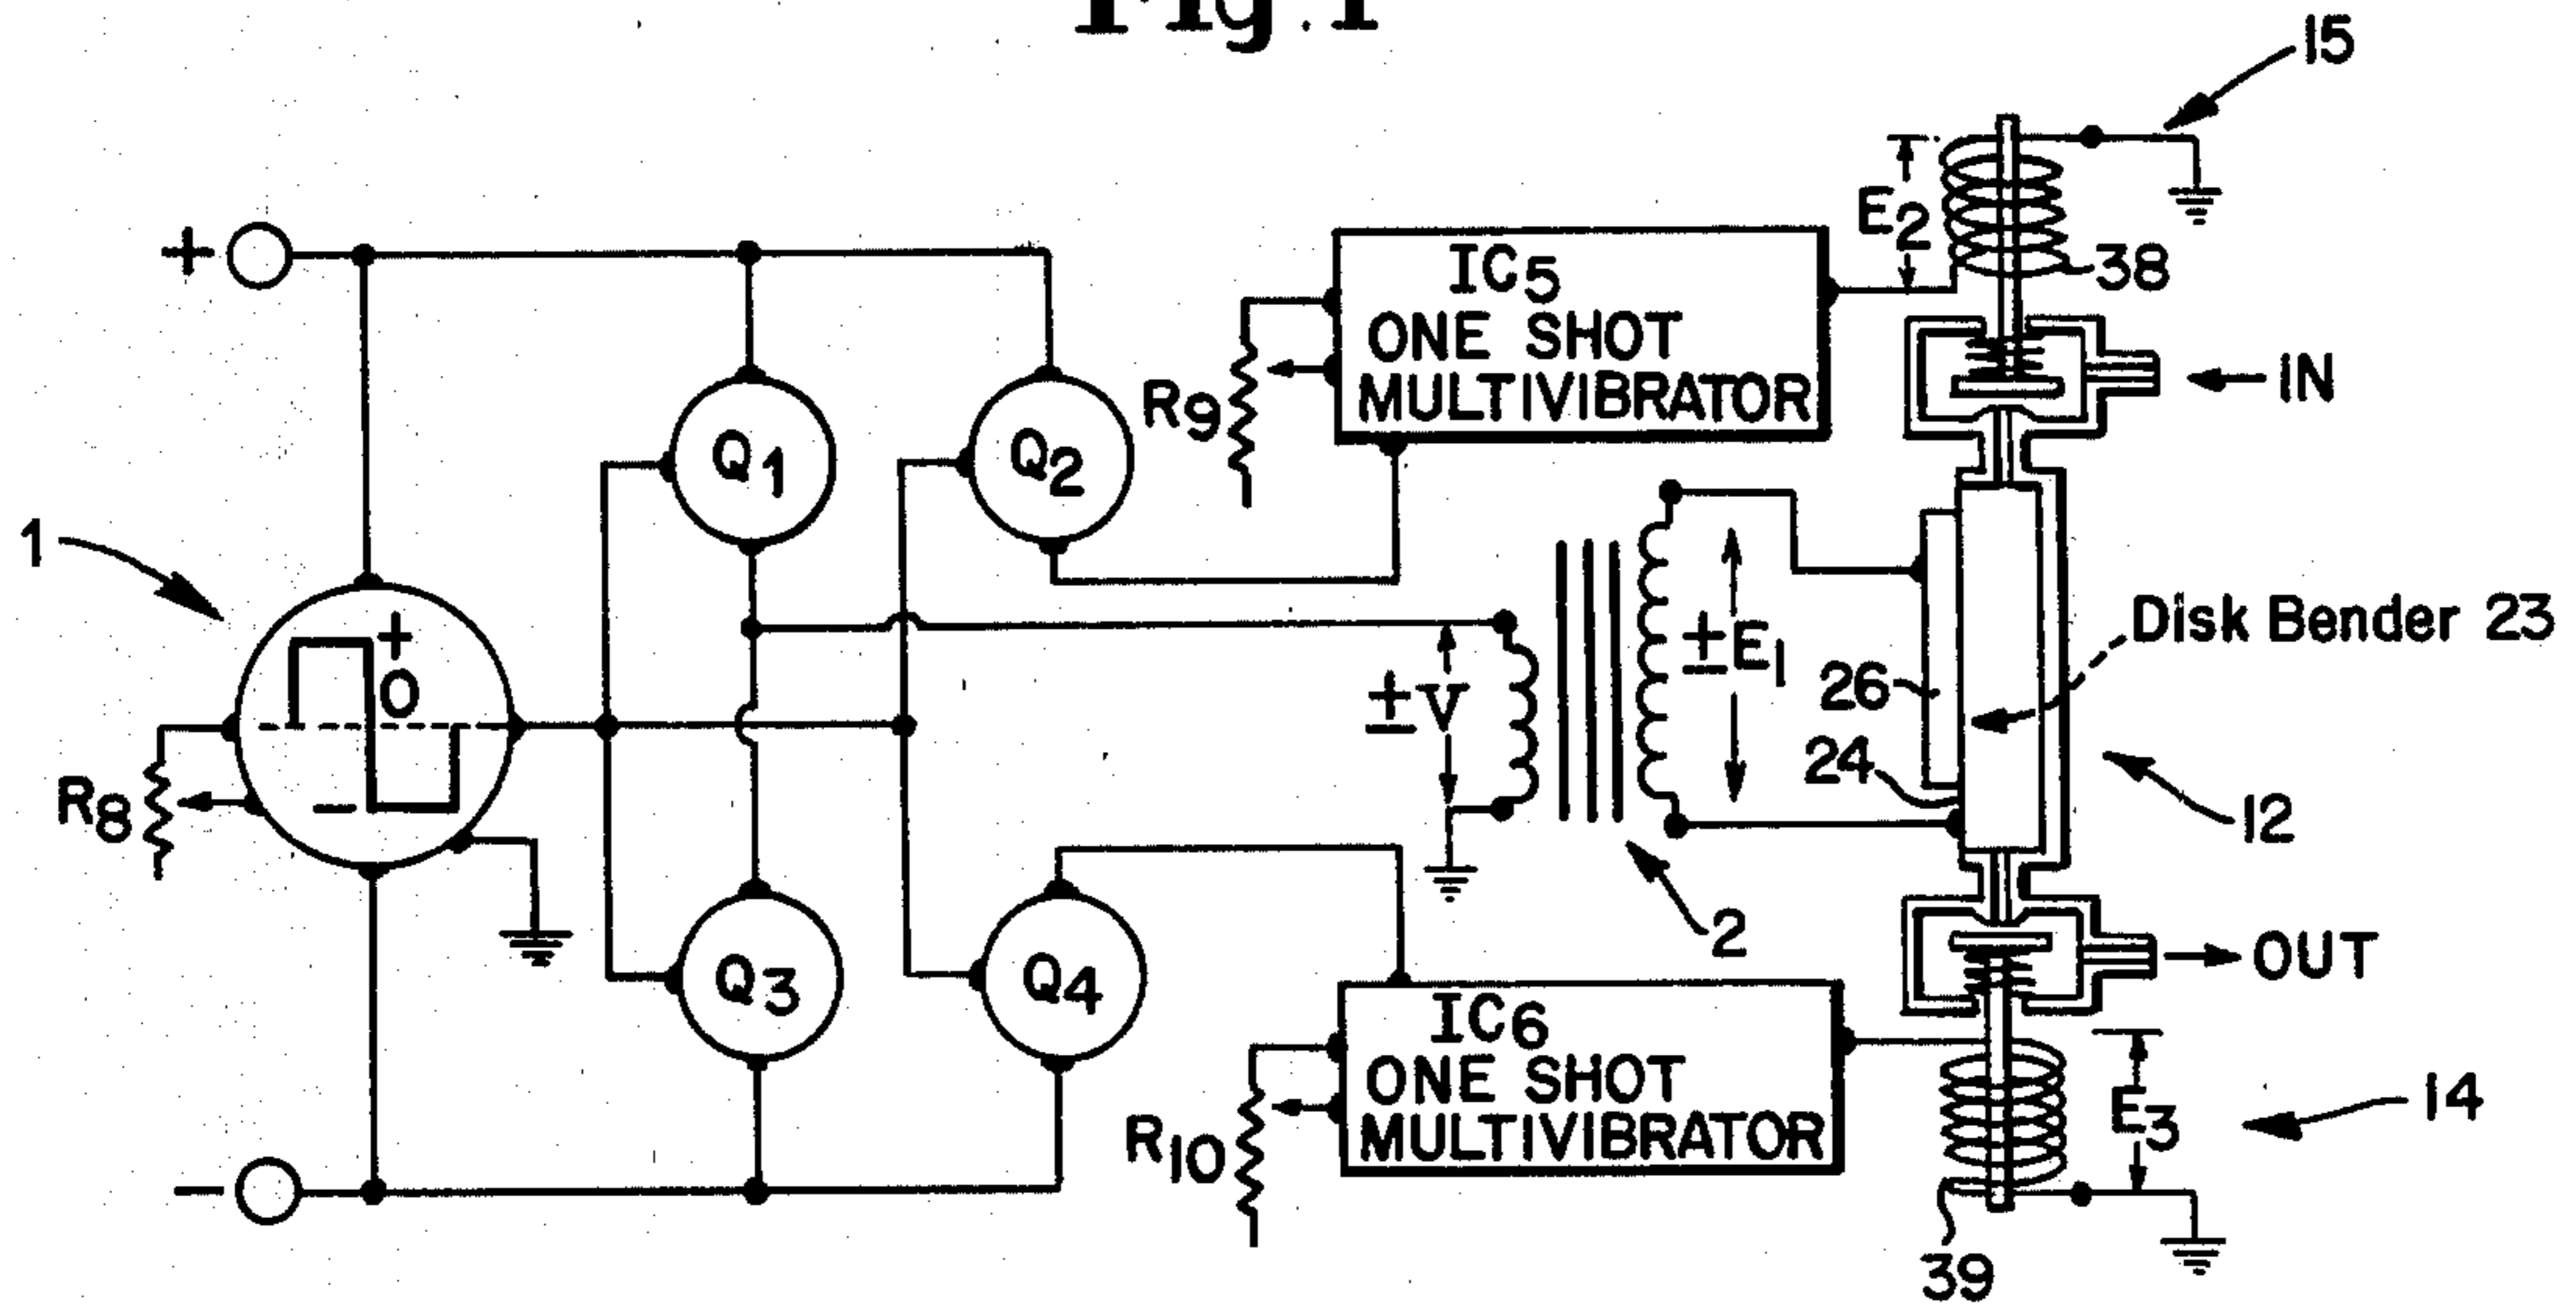 Fig. 1
15
+
E2
38
IC5
ONE SHOT
MULTIVIBRATOR
R9
IN
Q1
Q2
1
+
0
−
R8
±V
±E1
Disk Bender 23
26
24
12
2
Q3
Q4
OUT
IC6
ONE SHOT
MULTIVIBRATOR
R10
E3
14
−
39